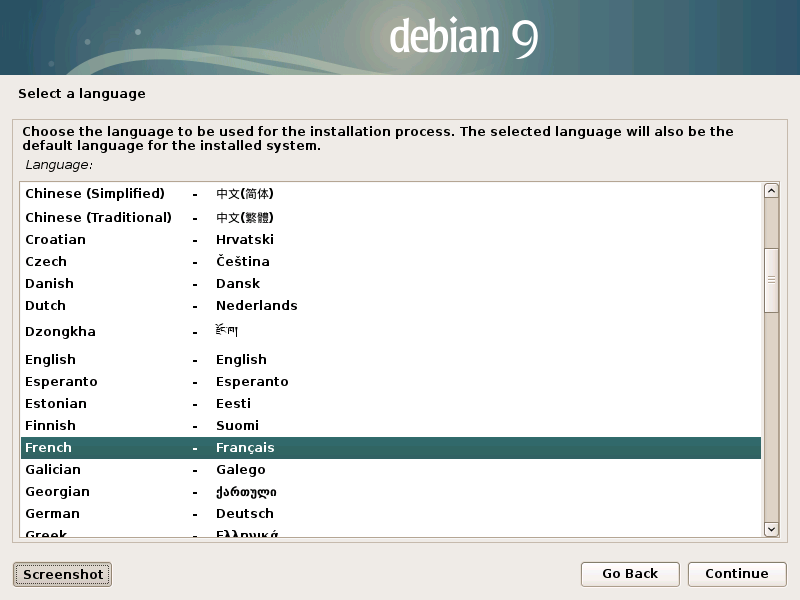 debian 9
Select a language
Choose the language to be used for the installation process. The selected language will also be the
default language for the installed system.
Language:
Chinese (Simplified) - 中文(简体)
Chinese (Traditional) - 中文(繁體)
Croatian - Hrvatski
Czech - Čeština
Danish - Dansk
Dutch - Nederlands
Dzongkha - རྫོང་ཁ།
English - English
Esperanto - Esperanto
Estonian - Eesti
Finnish - Suomi
French - Français
Galician - Galego
Georgian - ქართული
German - Deutsch
Greek - Ελληνικά
Screenshot
Go Back
Continue